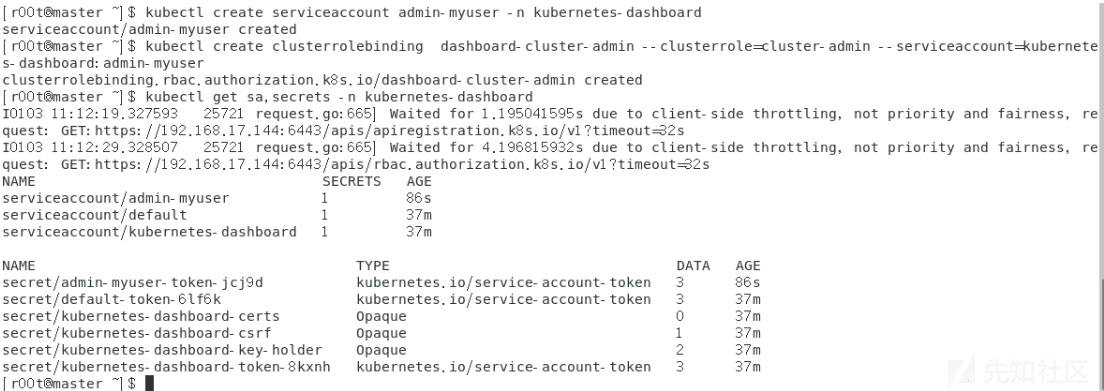 [r00t@master ~]$ kubectl create serviceaccount admin-myuser -n kubernetes-dashboard
serviceaccount/admin-myuser created
[r00t@master ~]$ kubectl create clusterrolebinding  dashboard-cluster-admin --clusterrole=cluster-admin --serviceaccount=kubernete
s-dashboard:admin-myuser
clusterrolebinding.rbac.authorization.k8s.io/dashboard-cluster-admin created
[r00t@master ~]$ kubectl get sa,secrets -n kubernetes-dashboard
I0103 11:12:19.327593   25721 request.go:665] Waited for 1.195041595s due to client-side throttling, not priority and fairness, re
quest: GET:https://192.168.17.144:6443/apis/apiregistration.k8s.io/v1?timeout=32s
I0103 11:12:29.328507   25721 request.go:665] Waited for 4.196815932s due to client-side throttling, not priority and fairness, re
quest: GET:https://192.168.17.144:6443/apis/rbac.authorization.k8s.io/v1?timeout=32s
NAME                                  SECRETS   AGE
serviceaccount/admin-myuser           1         86s
serviceaccount/default                1         37m
serviceaccount/kubernetes-dashboard   1         37m
NAME                                      TYPE                                  DATA   AGE
secret/admin-myuser-token-jcj9d           kubernetes.io/service-account-token   3      86s
secret/default-token-6lf6k                kubernetes.io/service-account-token   3      37m
secret/kubernetes-dashboard-certs         Opaque                                0      37m
secret/kubernetes-dashboard-csrf          Opaque                                1      37m
secret/kubernetes-dashboard-key-holder    Opaque                                2      37m
secret/kubernetes-dashboard-token-8kxnh   kubernetes.io/service-account-token   3      37m
[r00t@master ~]$
先知社区